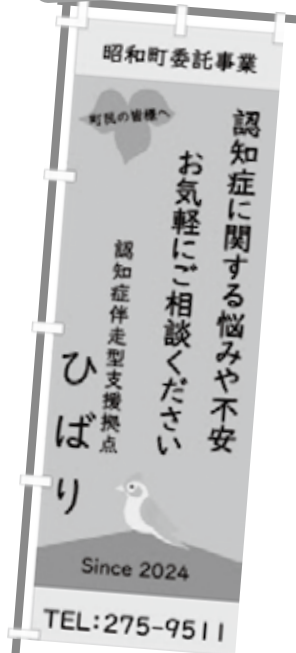 昭和町委託事業
町民の皆様へ
認知症に関する悩みや不安
お気軽にご相談ください
認知症伴走型支援拠点
ひばり
Since 2024
TEL:275-9511